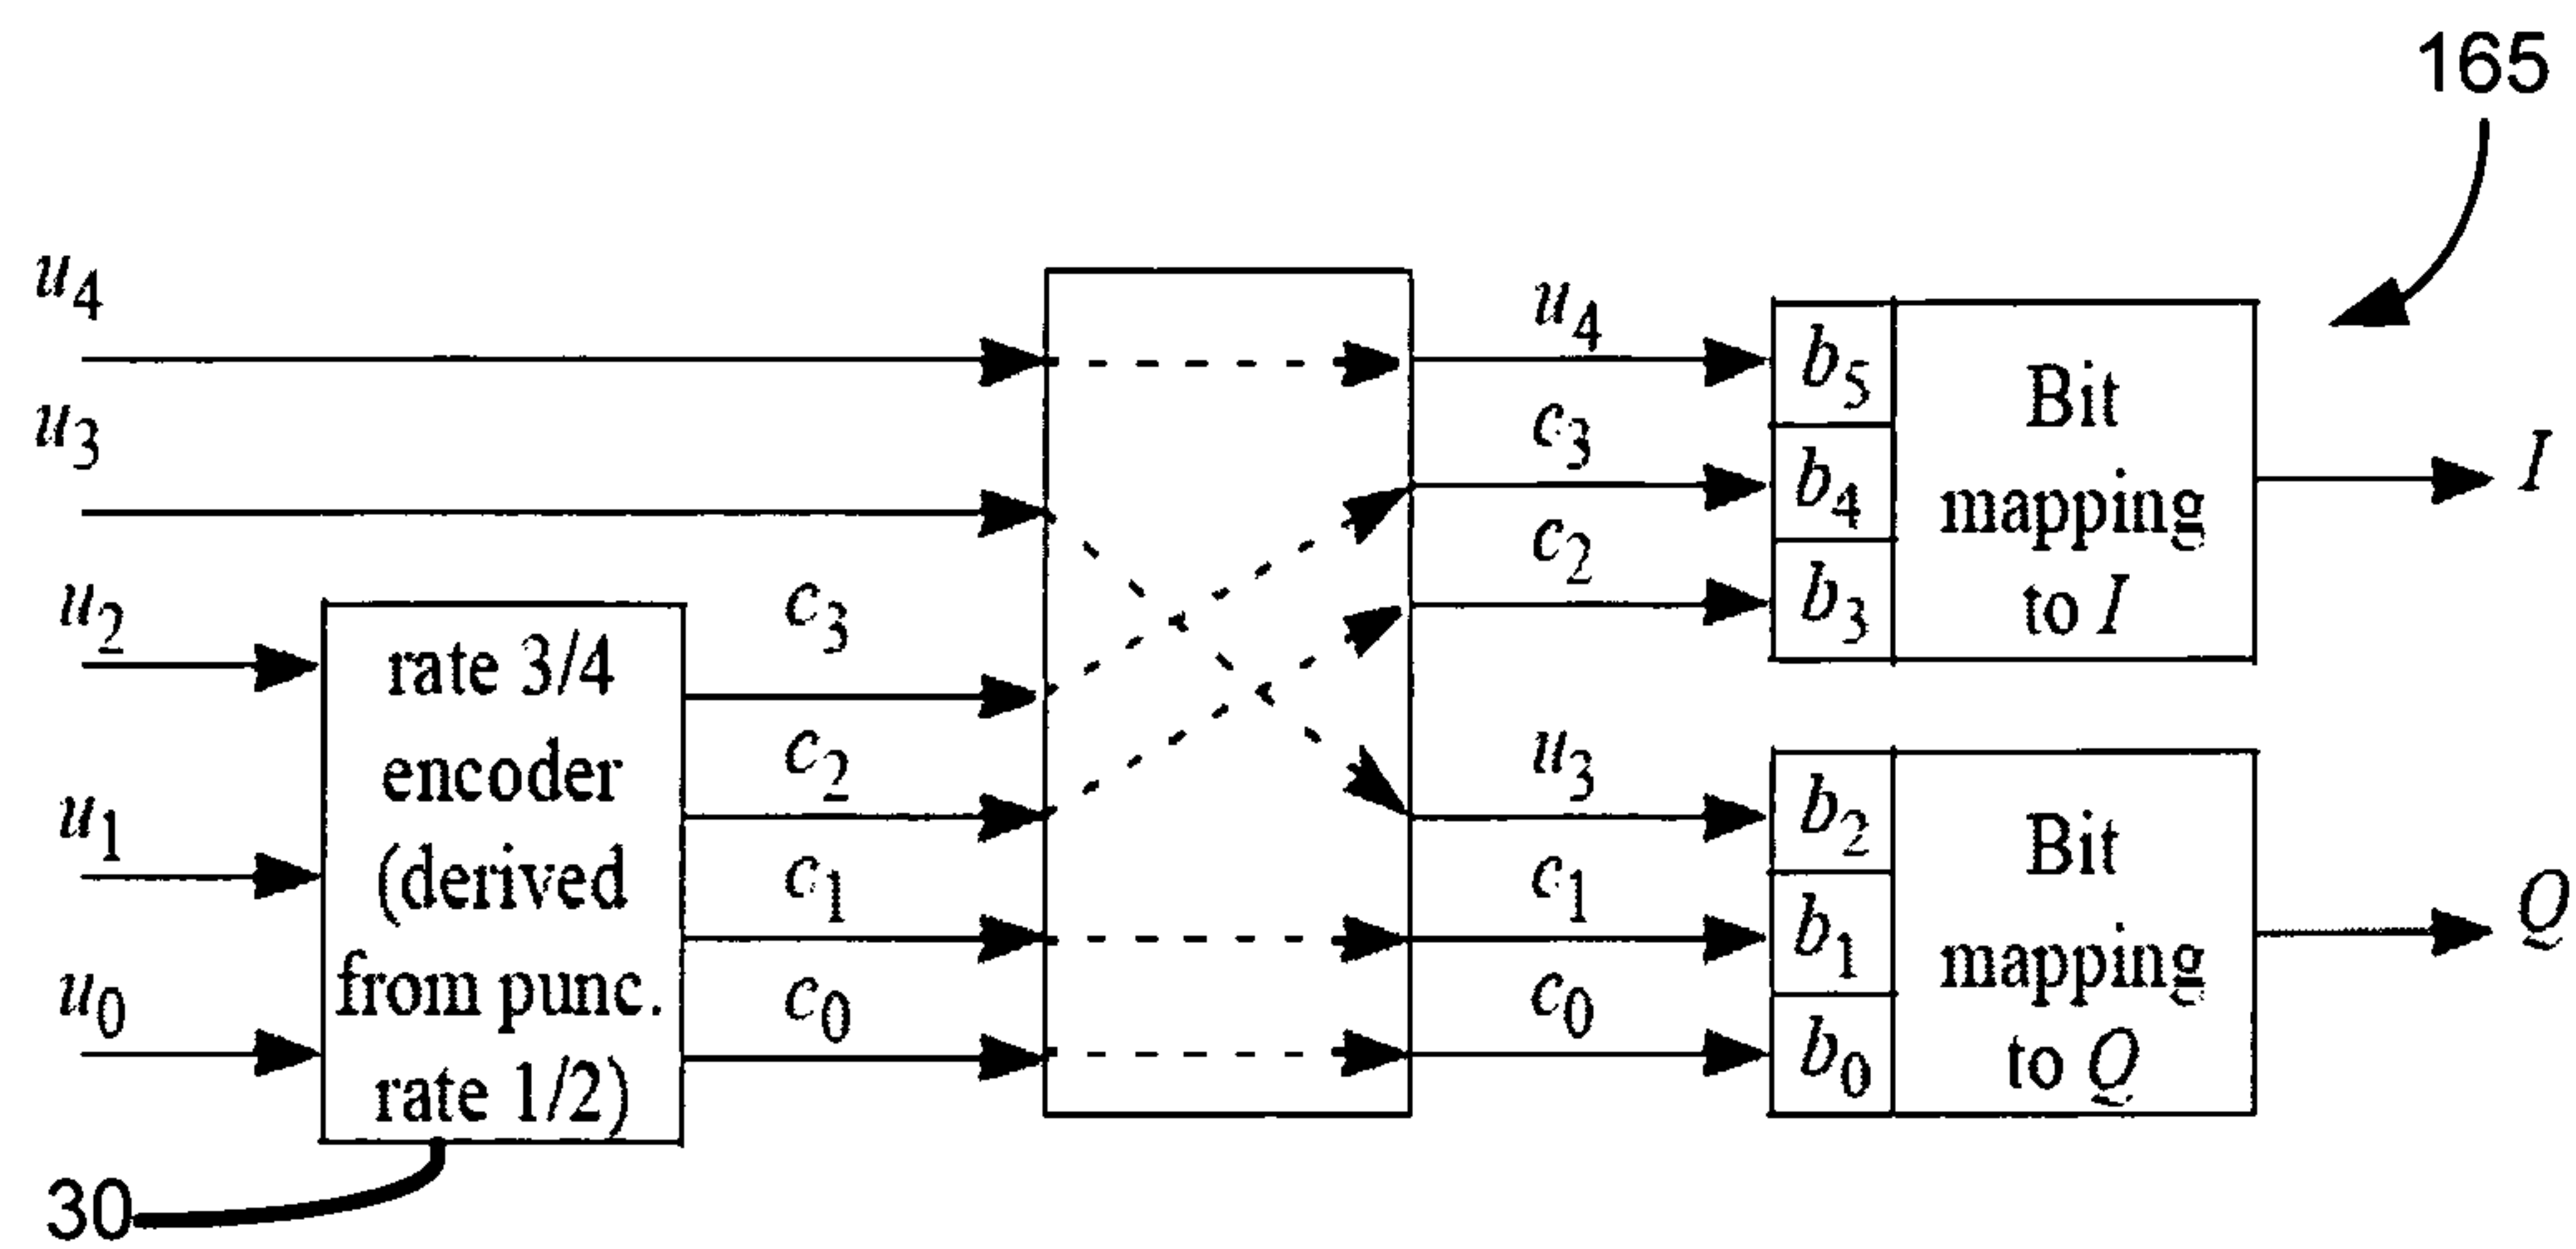 165
u4
u3
u2
u1
u0
rate 3/4
encoder
(derived
from punc.
rate 1/2)
30
c3
c2
c1
c0
u4
c3
c2
u3
c1
c0
b5
b4
b3
Bit
mapping
to I
I
b2
b1
b0
Bit
mapping
to Q
Q